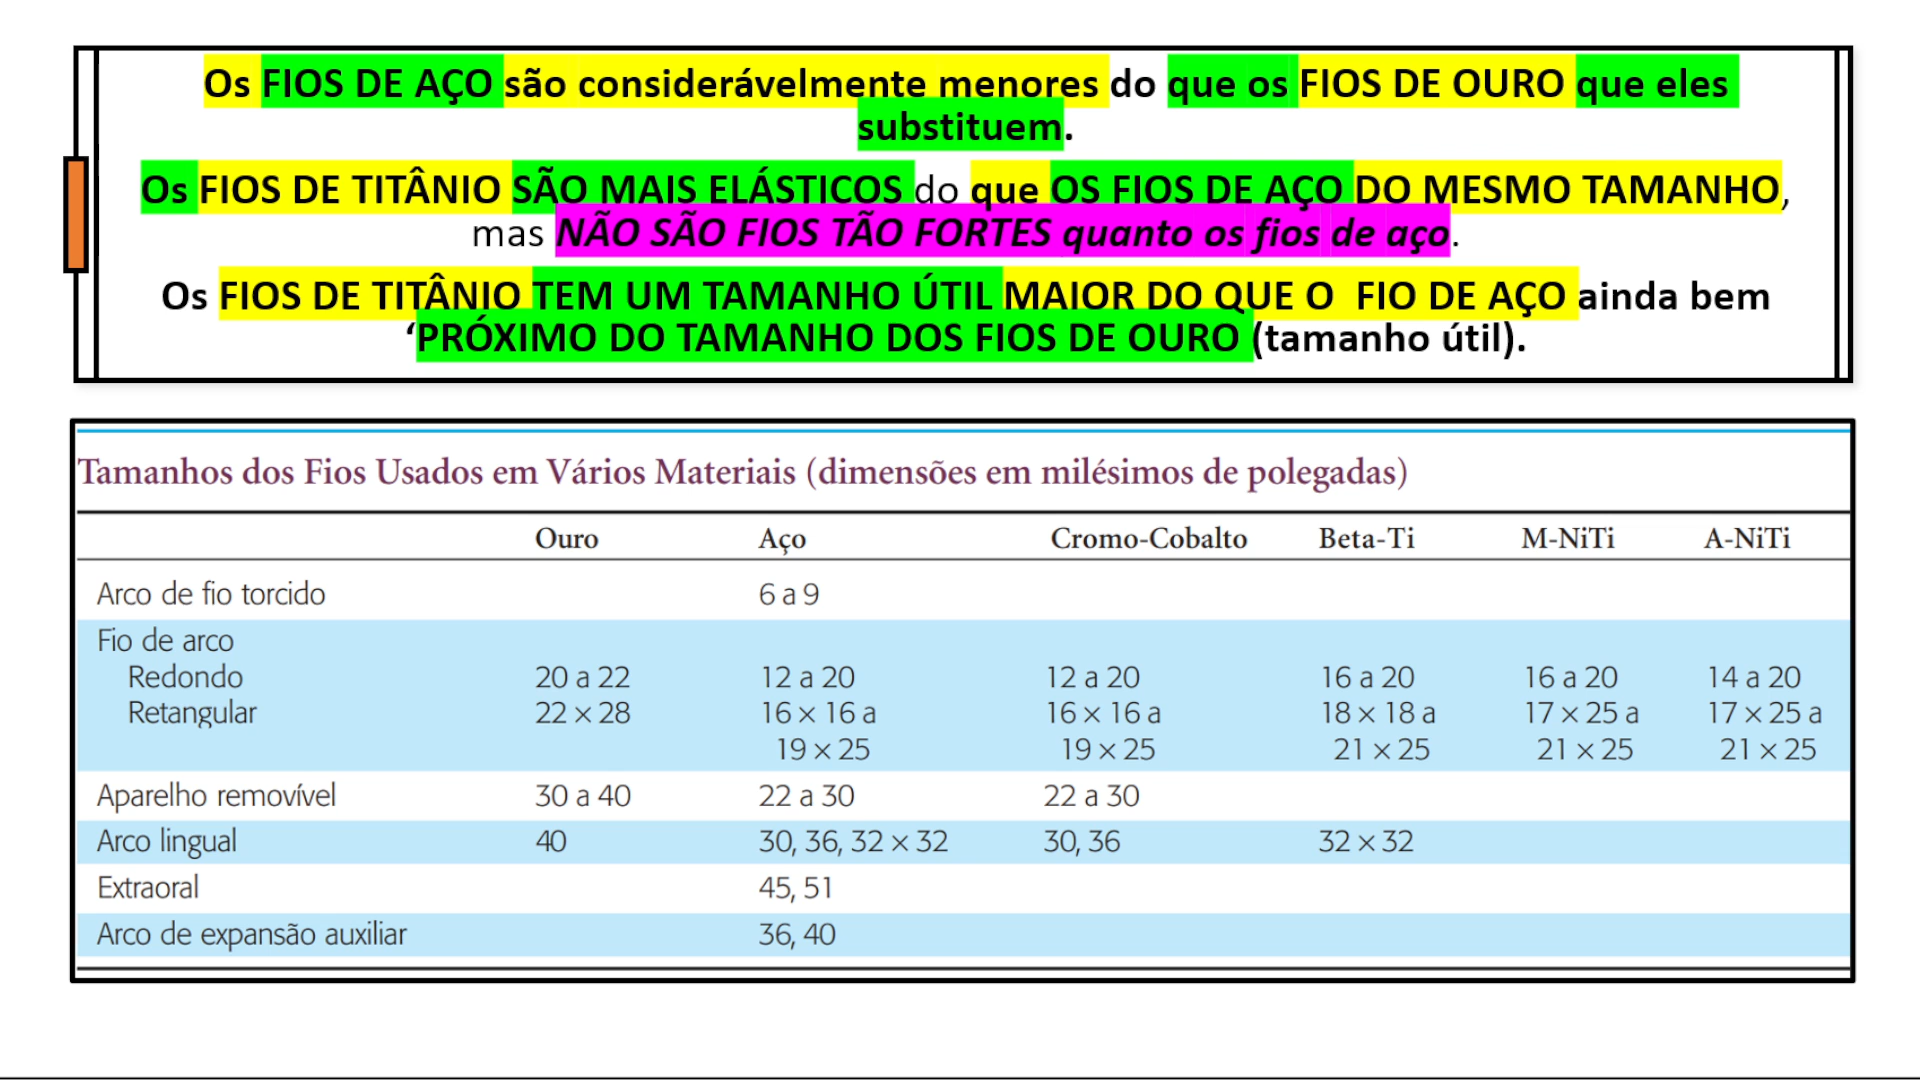 Os FIOS DE AÇO são considerávelmente menores do que os FIOS DE OURO que eles
substituem.
Os FIOS DE TITÂNIO SÃO MAIS ELÁSTICOS do que OS FIOS DE AÇO DO MESMO TAMANHO,
mas NÃO SÃO FIOS TÃO FORTES quanto os fios de aço.
Os FIOS DE TITÂNIO TEM UM TAMANHO ÚTIL MAIOR DO QUE O FIO DE AÇO ainda bem
‘PRÓXIMO DO TAMANHO DOS FIOS DE OURO (tamanho útil).
Tamanhos dos Fios Usados em Vários Materiais (dimensões em milésimos de polegadas)
Ouro Aço Cromo-Cobalto Beta-Ti M-NiTi A-NiTi
Arco de fio torcido 6 a 9
Fio de arco
Redondo 20 a 22 12 a 20 12 a 20 16 a 20 16 a 20 14 a 20
Retangular 22 × 28 16 × 16 a 16 × 16 a 18 × 18 a 17 × 25 a 17 × 25 a
19 × 25 19 × 25 21 × 25 21 × 25 21 × 25
Aparelho removível 30 a 40 22 a 30 22 a 30
Arco lingual 40 30, 36, 32 × 32 30, 36 32 × 32
Extraoral 45, 51
Arco de expansão auxiliar 36, 40